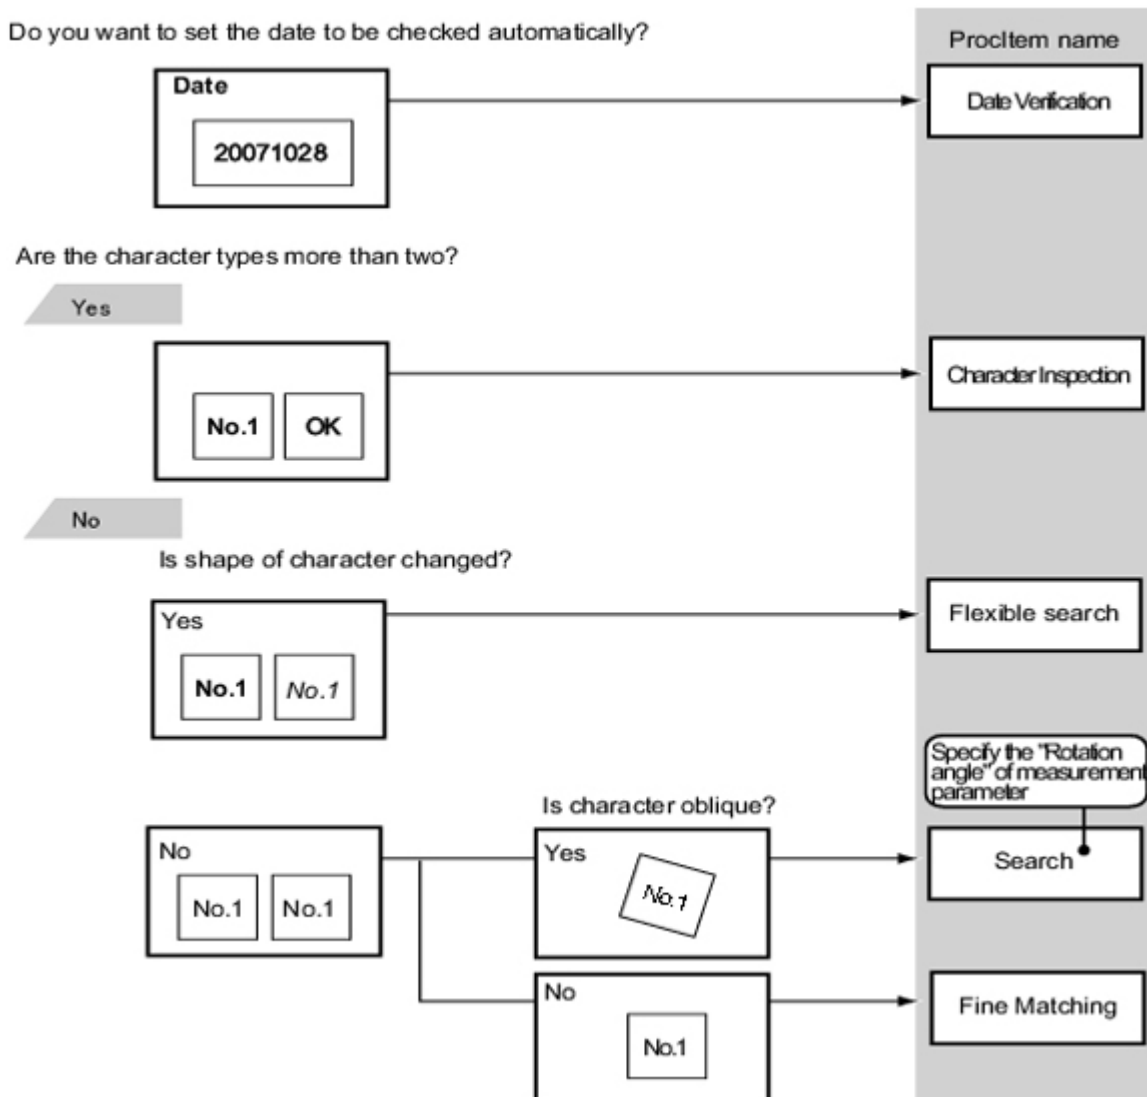 Do you want to set the date to be checked automatically?
ProcItem name
Date
20071028
Date Verification
Are the character types more than two?
Yes
No.1
OK
Character Inspection
No
Is shape of character changed?
Yes
No.1
No.1
Flexible search
Specify the "Rotation
angle" of measurement
parameter
Is character oblique?
No
No.1
No.1
Yes
No.1
Search
No
No.1
Fine Matching